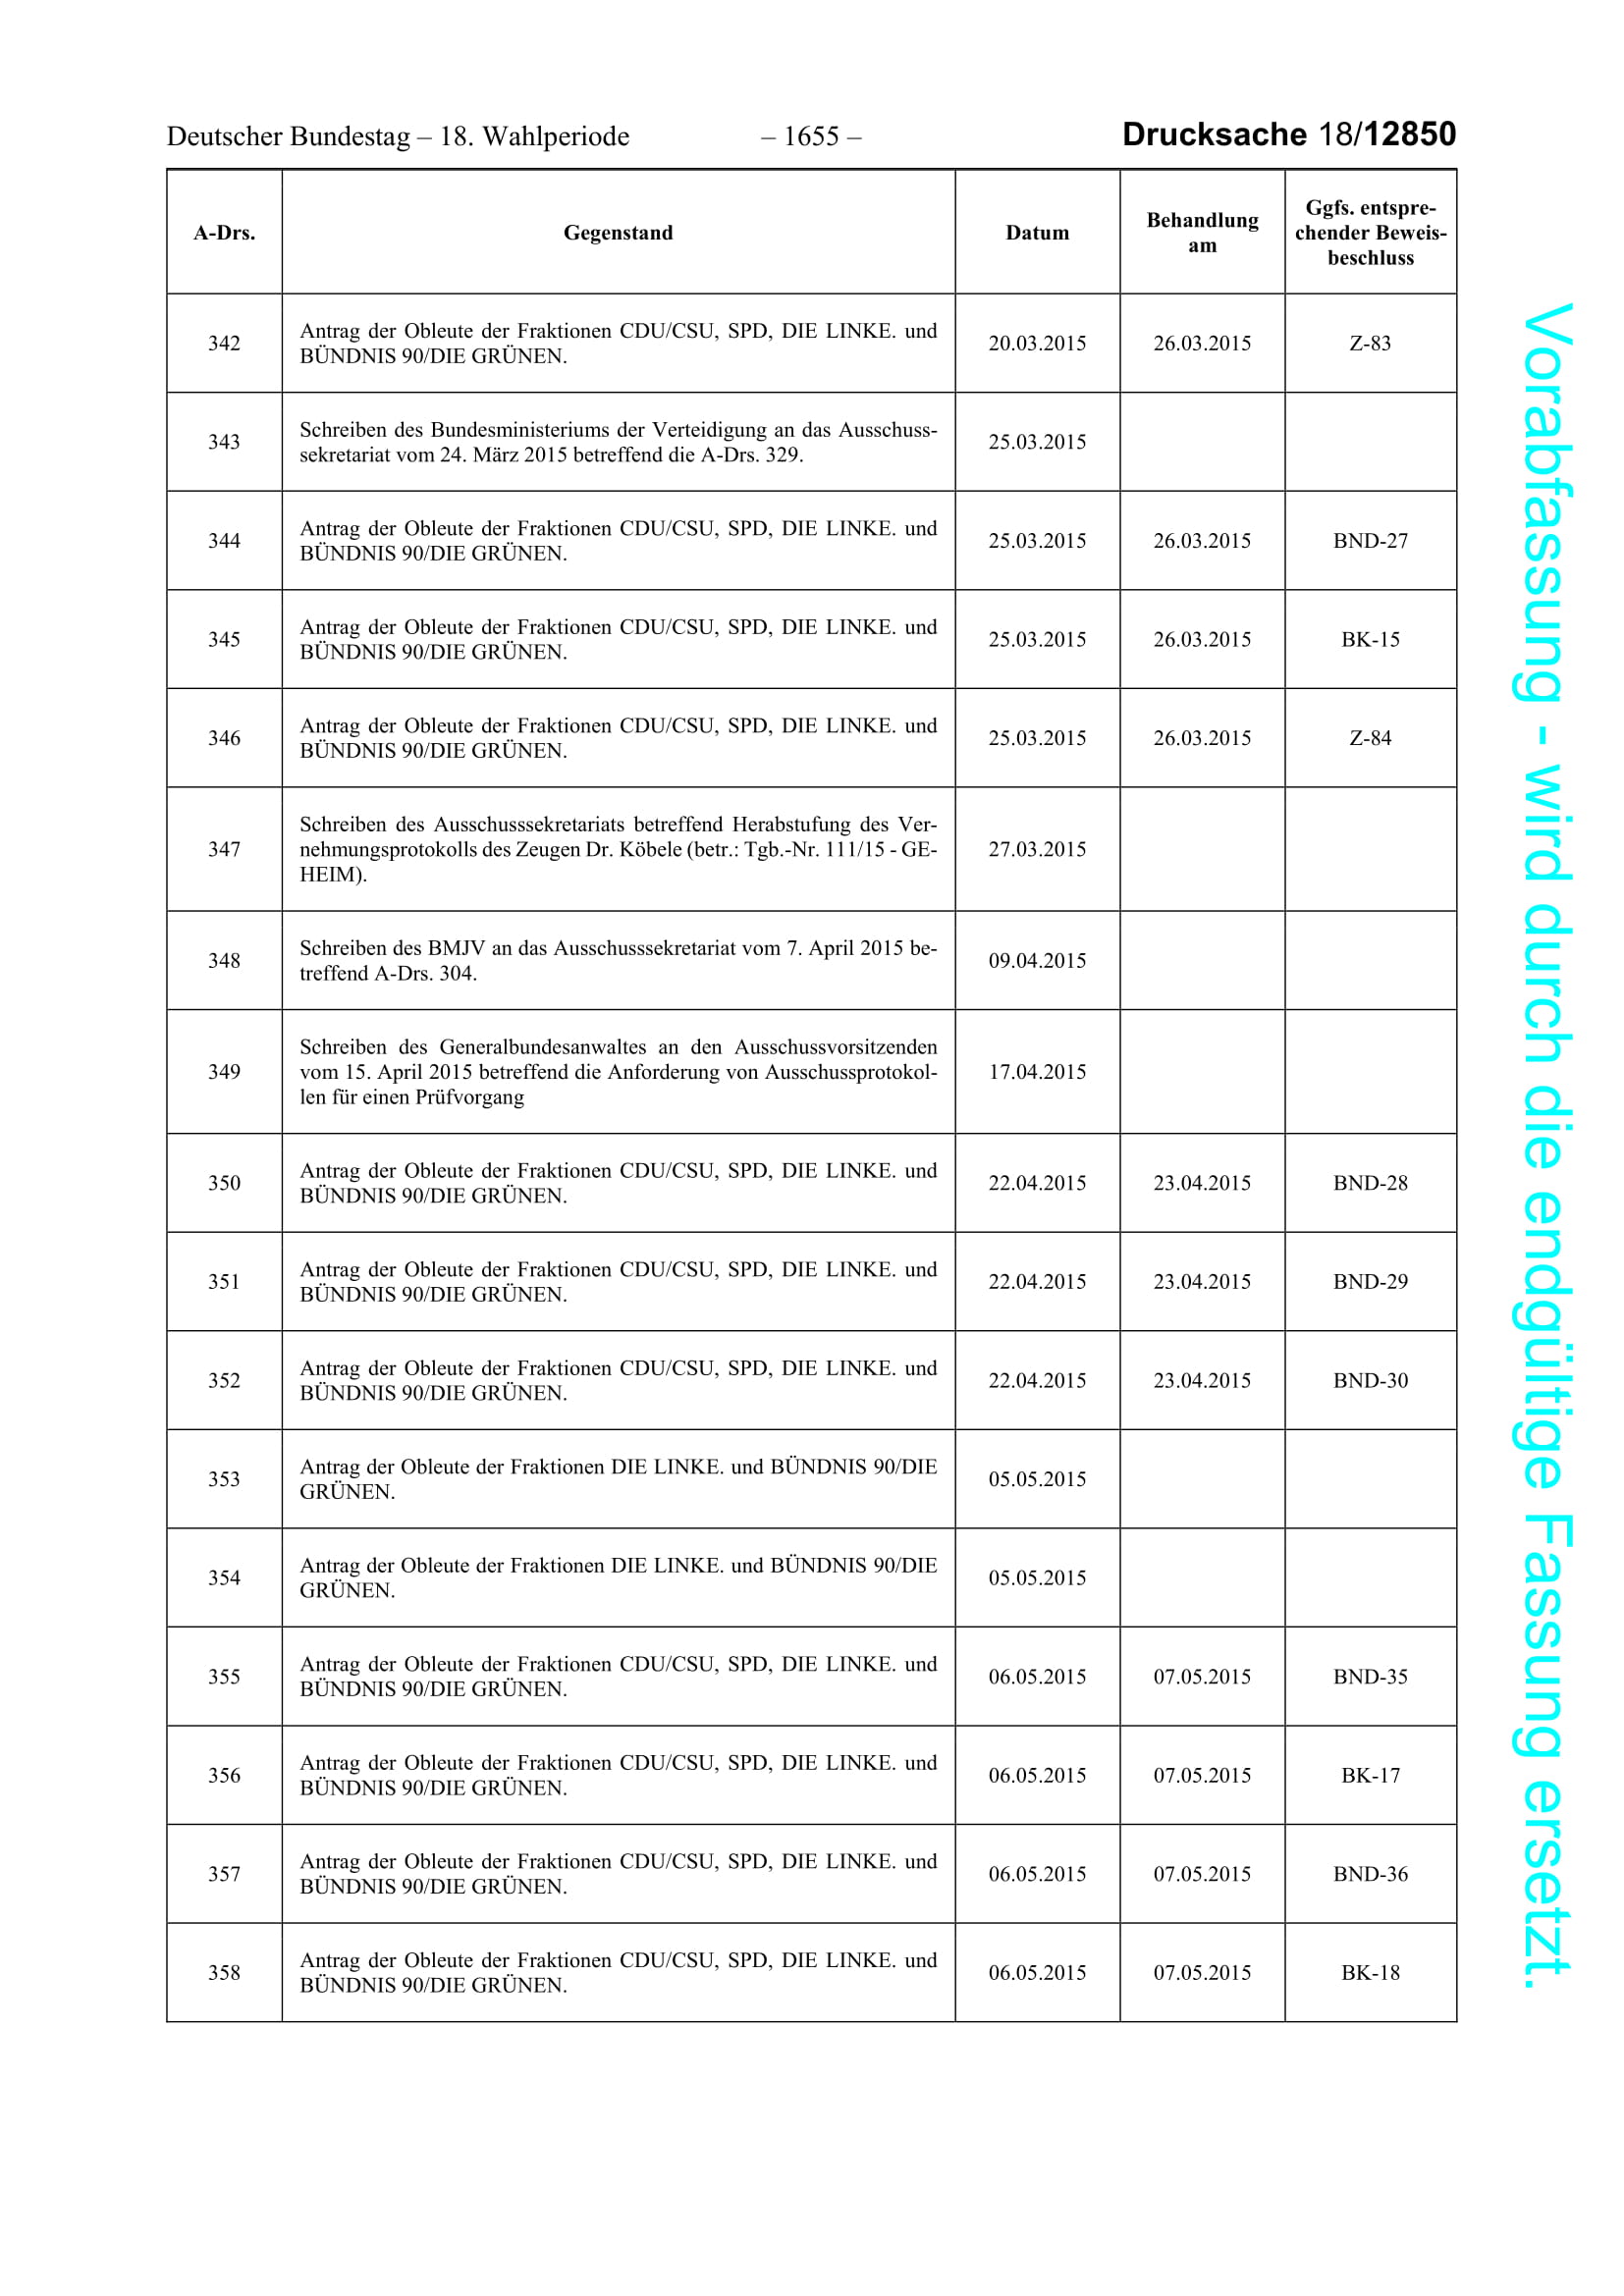 Deutscher Bundestag – 18. Wahlperiode – 1655 – Drucksache 18/12850
A-Drs. Gegenstand Datum Behandlung am Ggfs. entspre-
chender Beweis-
beschluss
342 Antrag der Obleute der Fraktionen CDU/CSU, SPD, DIE LINKE. und
BÜNDNIS 90/DIE GRÜNEN. 20.03.2015 26.03.2015 Z-83
343 Schreiben des Bundesministeriums der Verteidigung an das Ausschuss-
sekretariat vom 24. März 2015 betreffend die A-Drs. 329. 25.03.2015
344 Antrag der Obleute der Fraktionen CDU/CSU, SPD, DIE LINKE. und
BÜNDNIS 90/DIE GRÜNEN. 25.03.2015 26.03.2015 BND-27
345 Antrag der Obleute der Fraktionen CDU/CSU, SPD, DIE LINKE. und
BÜNDNIS 90/DIE GRÜNEN. 25.03.2015 26.03.2015 BK-15
346 Antrag der Obleute der Fraktionen CDU/CSU, SPD, DIE LINKE. und
BÜNDNIS 90/DIE GRÜNEN. 25.03.2015 26.03.2015 Z-84
347 Schreiben des Ausschusssekretariats betreffend Herabstufung des Ver-
nehmungsprotokolls des Zeugen Dr. Köbele (betr.: Tgb.-Nr. 111/15 - GE-
HEIM). 27.03.2015
348 Schreiben des BMJV an das Ausschusssekretariat vom 7. April 2015 be-
treffend A-Drs. 304. 09.04.2015
349 Schreiben des Generalbundesanwaltes an den Ausschussvorsitzenden
vom 15. April 2015 betreffend die Anforderung von Ausschussprotokol-
len für einen Prüfvorgang 17.04.2015
350 Antrag der Obleute der Fraktionen CDU/CSU, SPD, DIE LINKE. und
BÜNDNIS 90/DIE GRÜNEN. 22.04.2015 23.04.2015 BND-28
351 Antrag der Obleute der Fraktionen CDU/CSU, SPD, DIE LINKE. und
BÜNDNIS 90/DIE GRÜNEN. 22.04.2015 23.04.2015 BND-29
352 Antrag der Obleute der Fraktionen CDU/CSU, SPD, DIE LINKE. und
BÜNDNIS 90/DIE GRÜNEN. 22.04.2015 23.04.2015 BND-30
353 Antrag der Obleute der Fraktionen DIE LINKE. und BÜNDNIS 90/DIE
GRÜNEN. 05.05.2015
354 Antrag der Obleute der Fraktionen DIE LINKE. und BÜNDNIS 90/DIE
GRÜNEN. 05.05.2015
355 Antrag der Obleute der Fraktionen CDU/CSU, SPD, DIE LINKE. und
BÜNDNIS 90/DIE GRÜNEN. 06.05.2015 07.05.2015 BND-35
356 Antrag der Obleute der Fraktionen CDU/CSU, SPD, DIE LINKE. und
BÜNDNIS 90/DIE GRÜNEN. 06.05.2015 07.05.2015 BK-17
357 Antrag der Obleute der Fraktionen CDU/CSU, SPD, DIE LINKE. und
BÜNDNIS 90/DIE GRÜNEN. 06.05.2015 07.05.2015 BND-36
358 Antrag der Obleute der Fraktionen CDU/CSU, SPD, DIE LINKE. und
BÜNDNIS 90/DIE GRÜNEN. 06.05.2015 07.05.2015 BK-18
Vorabfassung - wird durch die endgültige Fassung ersetzt.